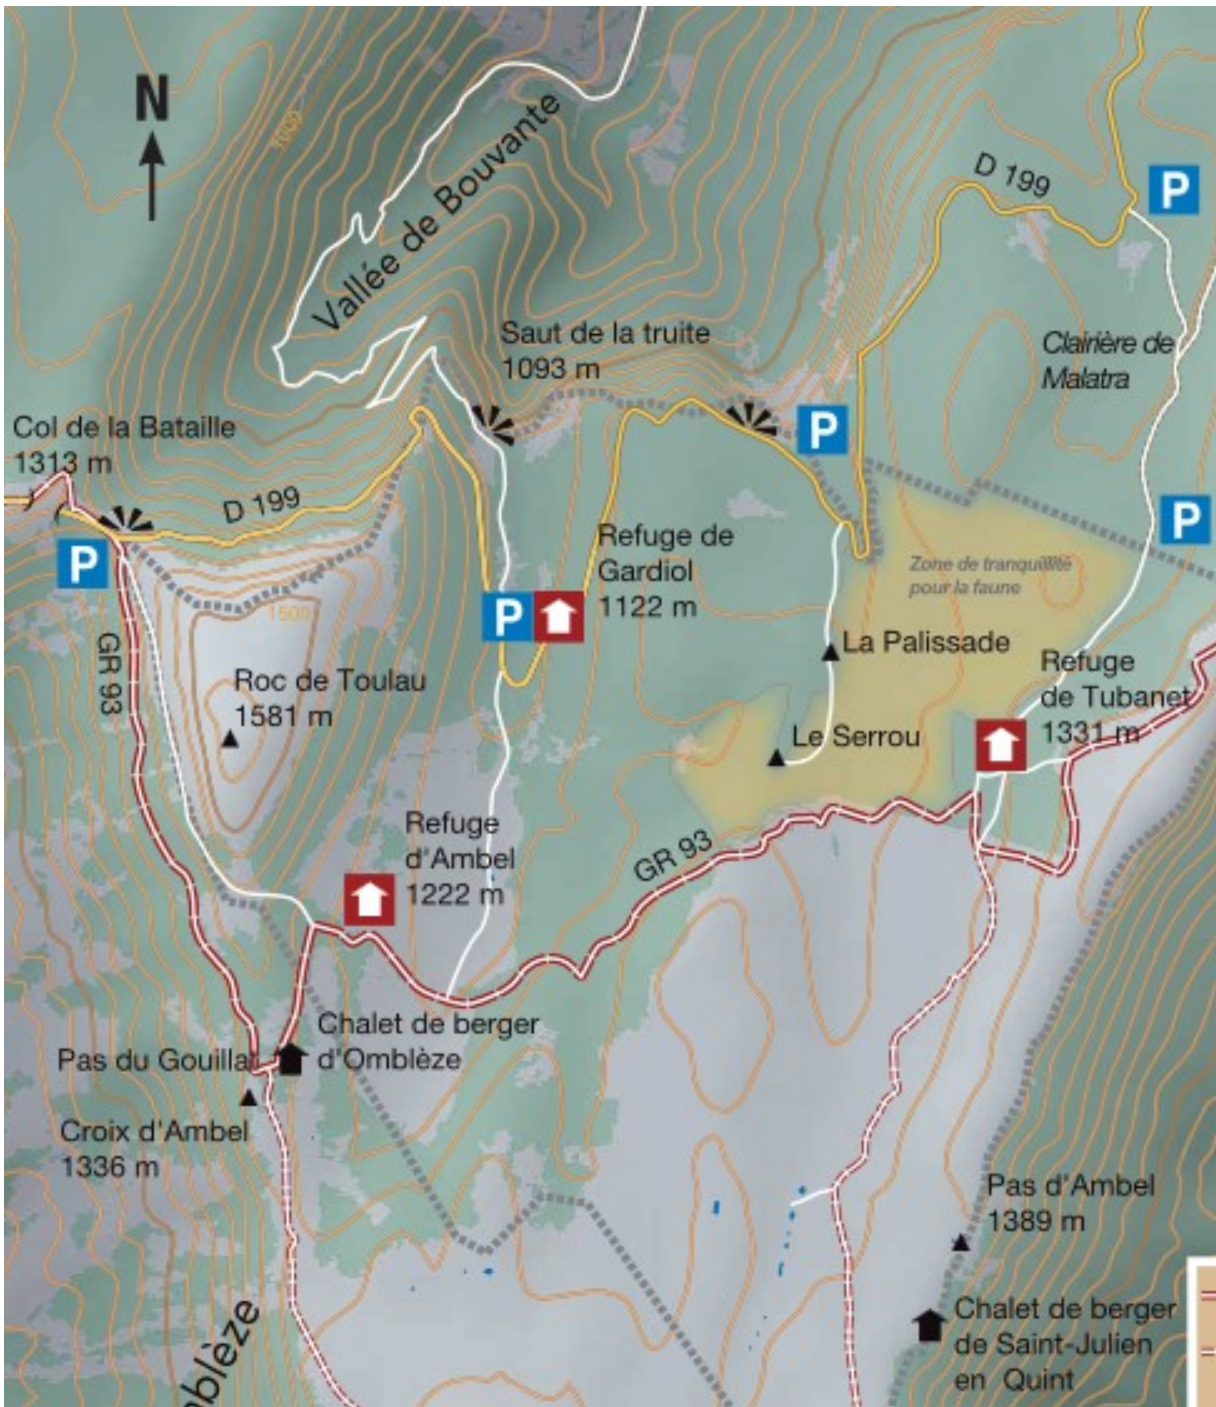 N
1000
Vallée de Bouvante
D 199
P
Clairière de
Malatra
Saut de la truite
1093 m
P
Col de la Bataille
1313 m
D 199
P
P
Refuge de
Gardiol
1122 m
P
Zone de tranquillité
pour la faune
1500
GR 93
La Palissade
Refuge
de Tubanet
1331 m
Roc de Toulau
1581 m
Le Serrou
Refuge
d'Ambel
1222 m
GR 93
Chalet de berger
d'Omblèze
Pas du Gouillat
Croix d'Ambel
1336 m
Pas d'Ambel
1389 m
Chalet de berger
de Saint-Julien
en Quint
blèze